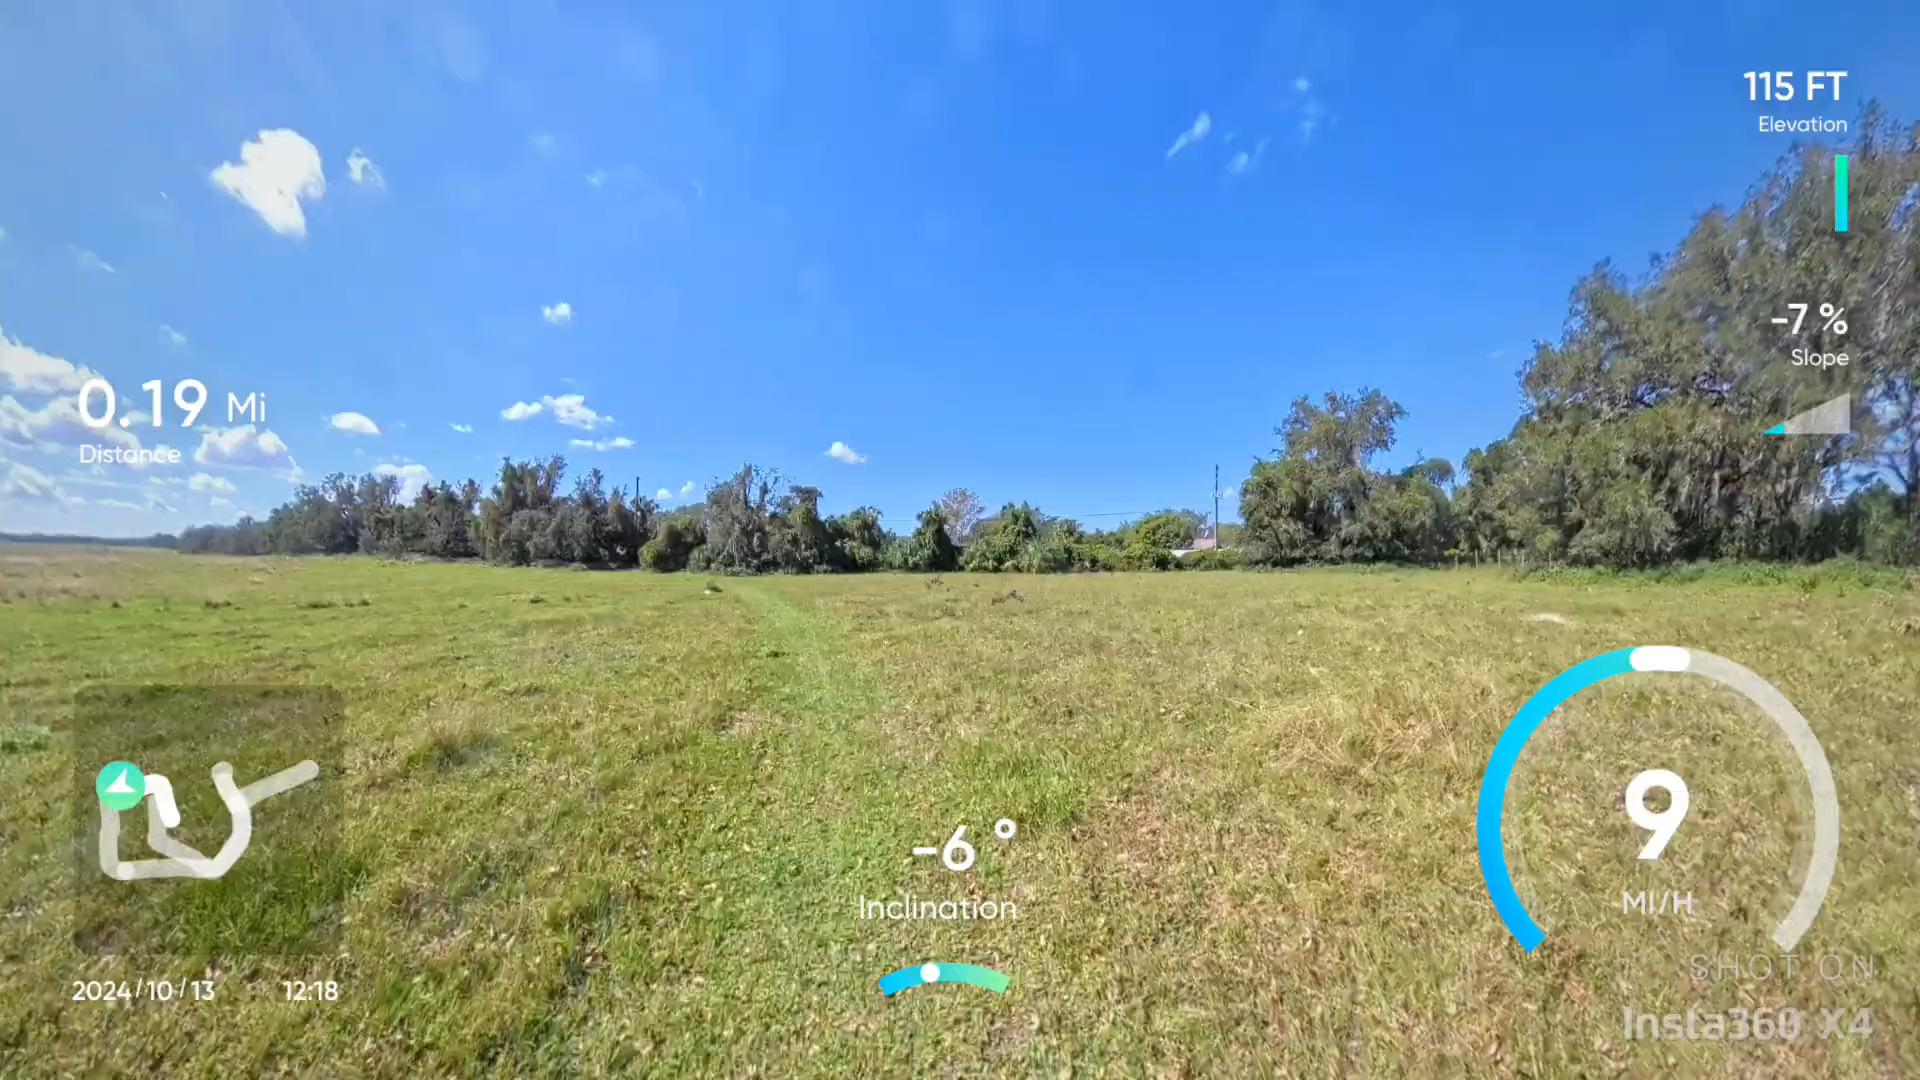 115 FT
Elevation
-7 %
Slope
0.19 Mi
Distance
9
MI/H
-6°
Inclination
2024/10/13 12:18
SHOT ON
Insta360 X4